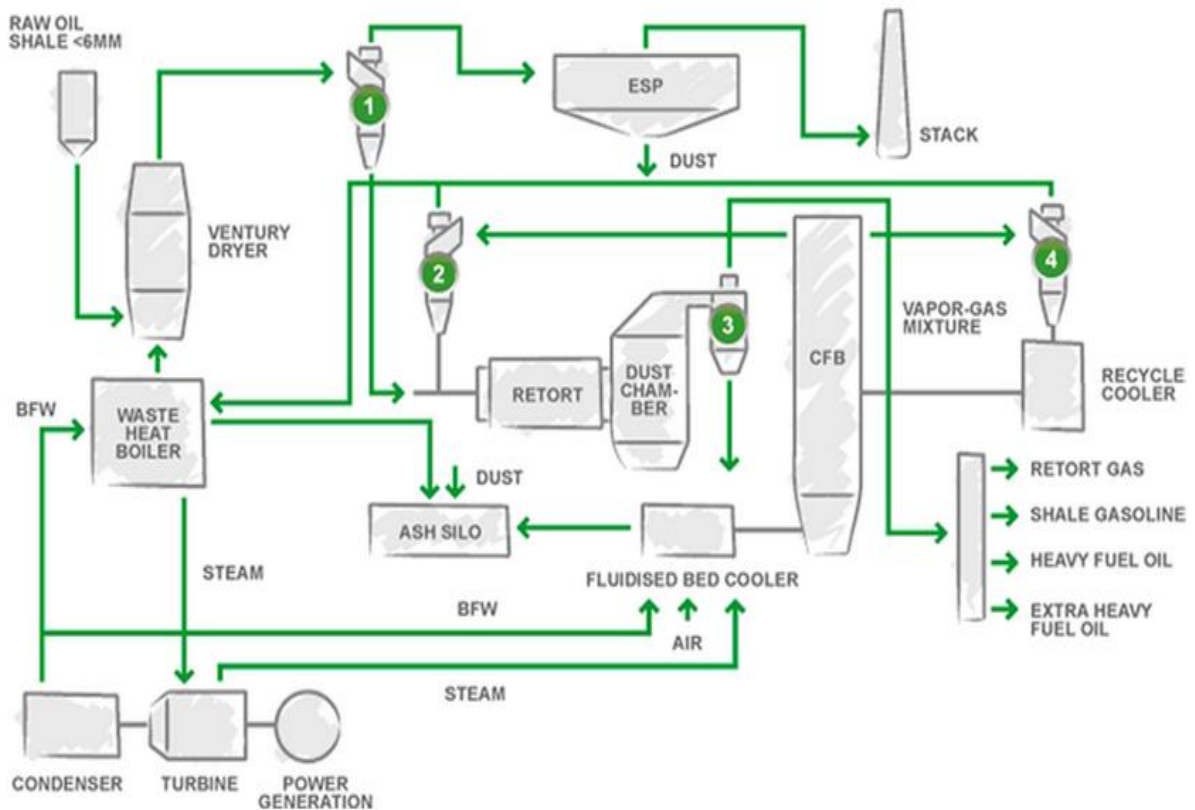 RAW OIL
SHALE <6MM
1
ESP
STACK
DUST
VENTURY
DRYER
2
3
4
VAPOR-GAS
MIXTURE
CFB
RETORT
DUST
CHAM-
BER
RECYCLE
COOLER
BFW
WASTE
HEAT
BOILER
DUST
ASH SILO
FLUIDISED BED COOLER
RETORT GAS
SHALE GASOLINE
HEAVY FUEL OIL
EXTRA HEAVY
FUEL OIL
STEAM
BFW
AIR
STEAM
CONDENSER
TURBINE
POWER
GENERATION